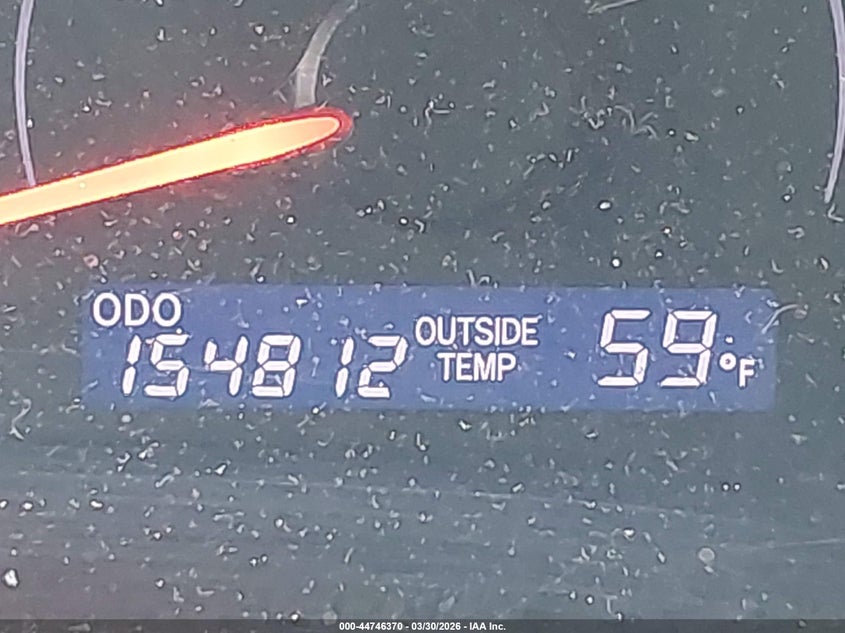 ODO
154812
OUTSIDE
TEMP
59°F
000-44746370 - 03/30/2026 - IAA Inc.